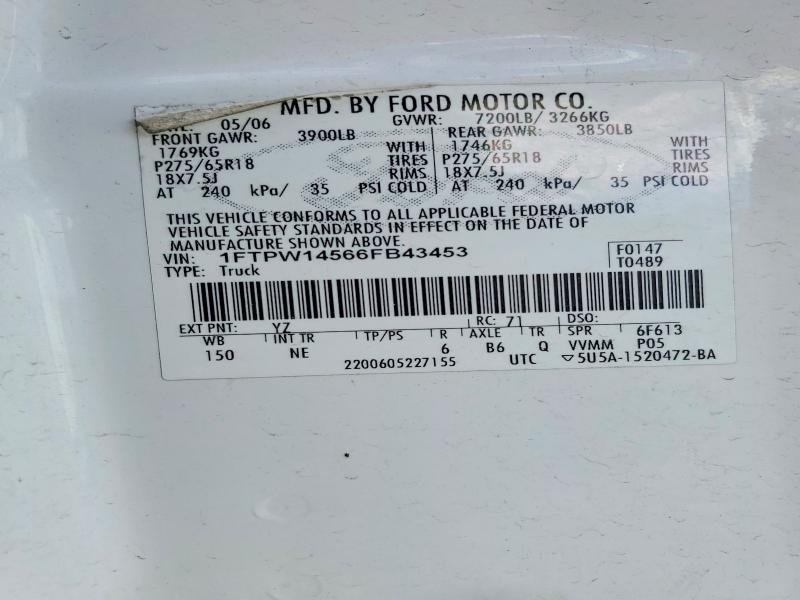 MFD. BY FORD MOTOR CO.
05/06 GVWR: 7200LB/ 3266KG
FRONT GAWR: 3900LB REAR GAWR: 3850LB
1769KG WITH 1746KG WITH
P275/65R18 TIRES P275/65R18 TIRES
18X7.5J RIMS 18X7.5J RIMS
AT 240 kPa/ 35 PSI COLD AT 240 kPa/ 35 PSI COLD
THIS VEHICLE CONFORMS TO ALL APPLICABLE FEDERAL MOTOR
VEHICLE SAFETY STANDARDS IN EFFECT ON THE DATE OF
MANUFACTURE SHOWN ABOVE.
VIN: 1FTPW14566FB43453 F0147
TYPE: Truck T0489
EXT PNT: YZ RC: 71 DSO:
WB INT TR TP/PS R AXLE TR SPR 6F613
150 NE 6 B6 Q VVMM P05
2200605227155 UTC ▽5U5A-1520472-BA